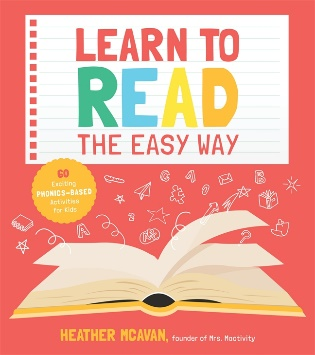 LEARN TO
READ
THE EASY WAY
60
Exciting
PHONICS-BASED
Activities
for Kids
HEATHER MCAVAN, founder of Mrs. Mactivity